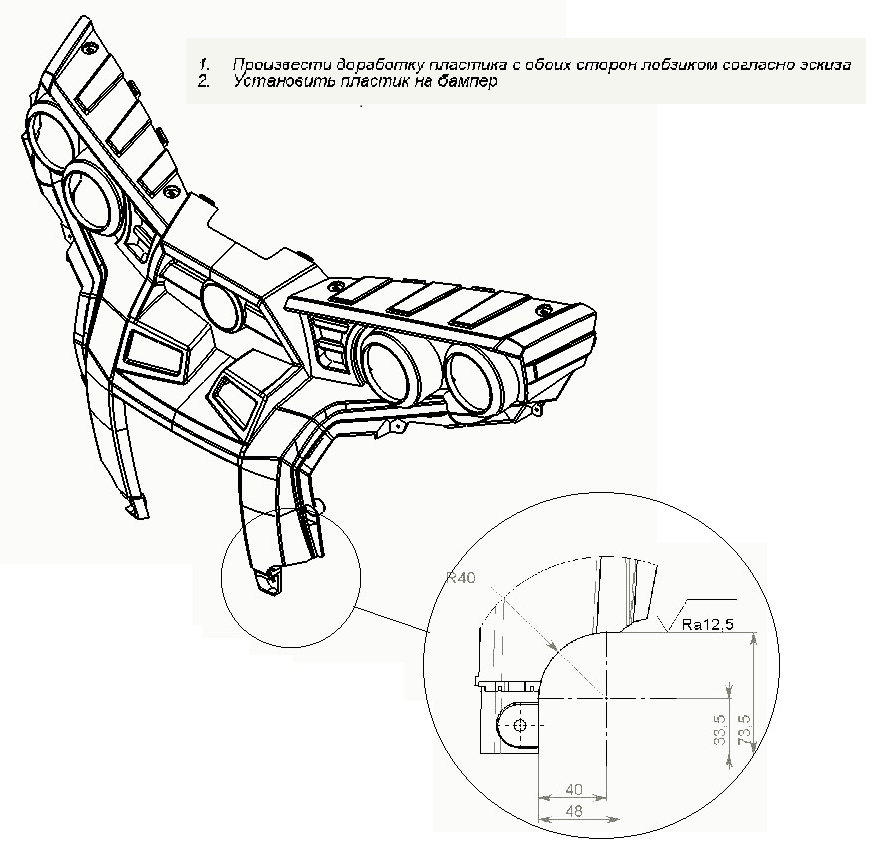 1. Произвести доработку пластика с обоих сторон лобзиком согласно эскиза
2. Установить пластик на бампер
R40
Ra12,5
33,5
73,5
40
48